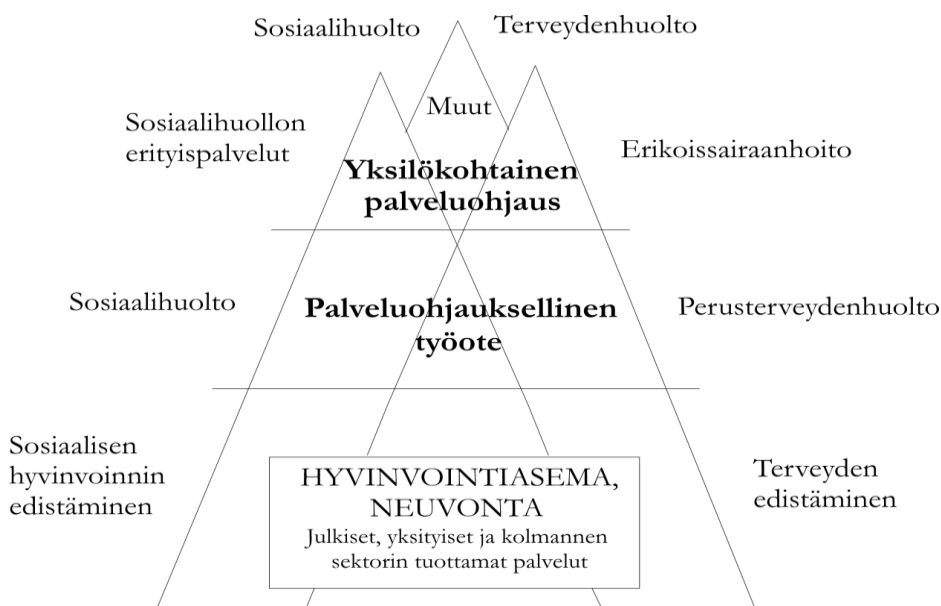 Sosiaalihuolto
Terveydenhuolto
Muut
Sosiaalihuollon
erityispalvelut
Erikoissairaanhoito
Yksilökohtainen
palveluohjaus
Sosiaalihuolto
Palveluohjauksellinen
työote
Perusterveydenhuolto
Sosiaalisen
hyvinvoinnin
edistäminen
HYVINVOINTIASEMA,
NEUVONTA
Julkiset, yksityiset ja kolmannen
sektorin tuottamat palvelut
Terveyden
edistäminen